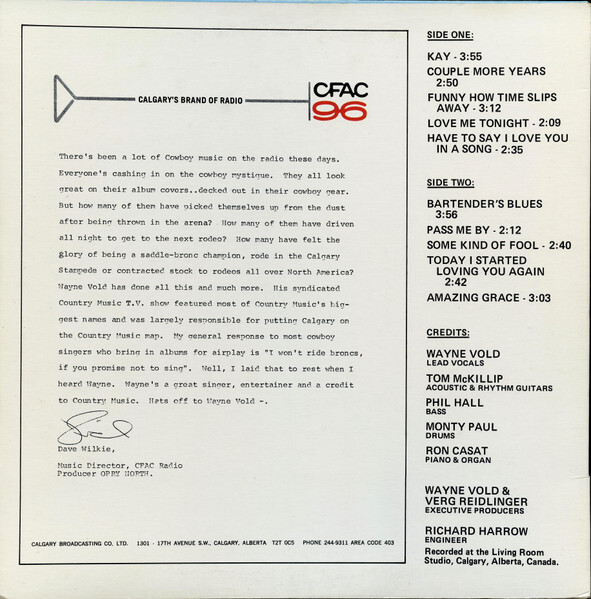 CALGARY'S BRAND OF RADIO
CFAC
96
There's been a lot of Cowboy music on the radio these days.
Everyone's cashing in on the cowboy mystique. They all look
great on their album covers..decked out in their cowboy gear.
But how many of them have picked themselves up from the dust
after being thrown in the arena? How many of them have driven
all night to get to the next rodeo? How many have felt the
glory of being a saddle-bronc champion, rode in the Calgary
Stampede or contracted stock to rodeos all over North America?
Wayne Vold has done all this and much more. His syndicated
Country Music T.V. show featured most of Country Music's big-
gest names and was largely responsible for putting Calgary on
the Country Music map. My general response to most cowboy
singers who bring in albums for airplay is "I won't ride broncs,
if you promise not to sing". Well, I laid that to rest when I
heard Wayne. Wayne's a great singer, entertainer and a credit
to Country Music. Hats off to Wayne Vold -.
Dave Wilkie,
Music Director, CFAC Radio
Producer OPRY NORTH.
CALGARY BROADCASTING CO. LTD. 1301 - 17TH AVENUE S.W., CALGARY, ALBERTA T2T 0C5 PHONE 244-9311 AREA CODE 403
SIDE ONE:
KAY - 3:55
COUPLE MORE YEARS
2:50
FUNNY HOW TIME SLIPS
AWAY - 3:12
LOVE ME TONIGHT - 2:09
HAVE TO SAY I LOVE YOU
IN A SONG - 2:35
SIDE TWO:
BARTENDER'S BLUES
3:56
PASS ME BY - 2:12
SOME KIND OF FOOL - 2:40
TODAY I STARTED
LOVING YOU AGAIN
2:42
AMAZING GRACE - 3:03
CREDITS:
WAYNE VOLD
LEAD VOCALS
TOM McKILLIP
ACOUSTIC & RHYTHM GUITARS
PHIL HALL
BASS
MONTY PAUL
DRUMS
RON CASAT
PIANO & ORGAN
WAYNE VOLD &
VERG REIDLINGER
EXECUTIVE PRODUCERS
RICHARD HARROW
ENGINEER
Recorded at the Living Room
Studio, Calgary, Alberta, Canada.